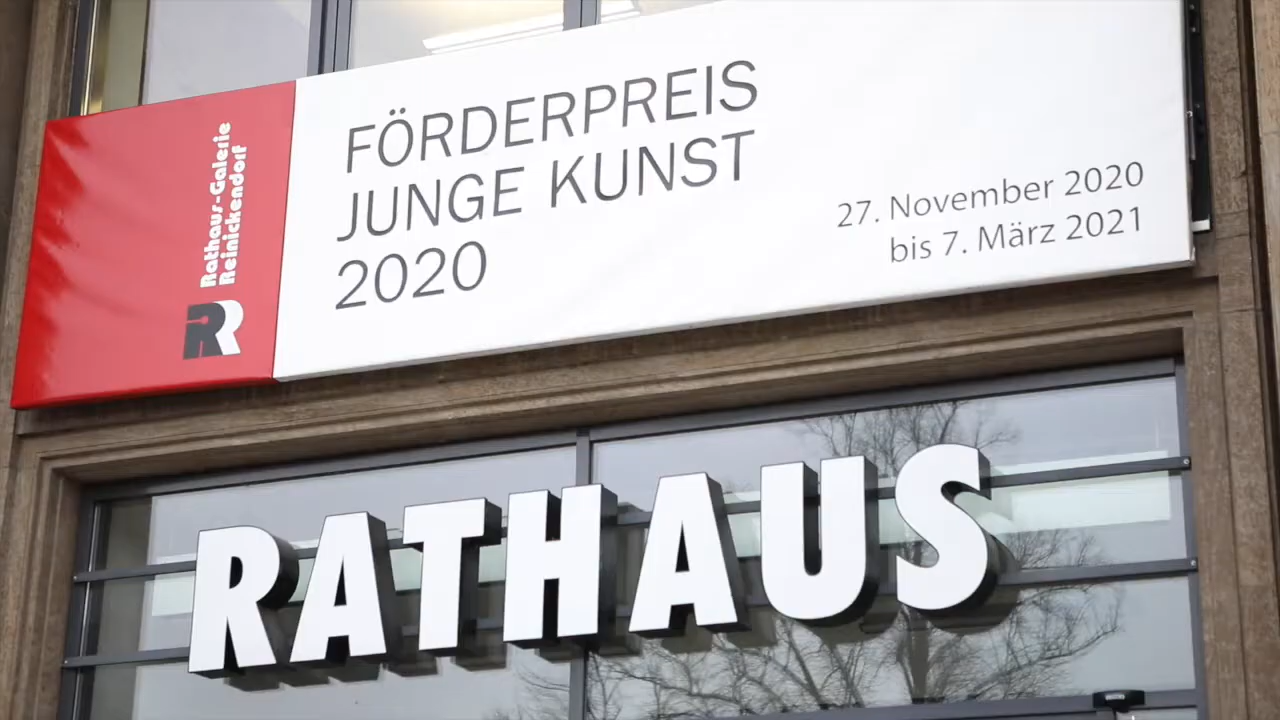 Rathaus-Galerie
Reinickendorf
FÖRDERPREIS
JUNGE KUNST
2020
27. November 2020
bis 7. März 2021
RATHAUS